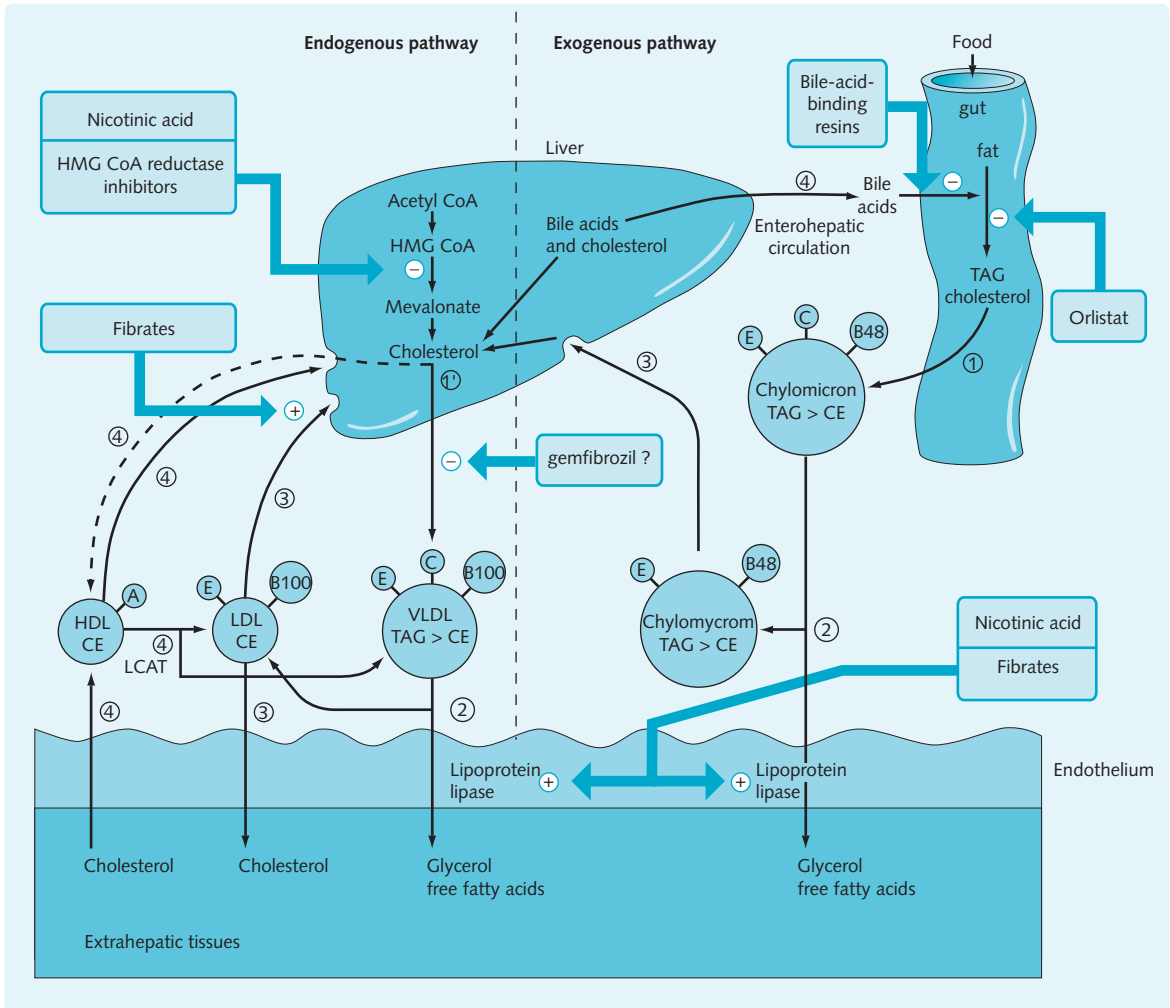 Endogenous pathway
Exogenous pathway
Food
gut
fat
Bile-acid-
binding
resins
Nicotinic acid
HMG CoA reductase
inhibitors
Liver
Acetyl CoA
HMG CoA
−
Mevalonate
Cholesterol
Bile acids
and cholesterol
④
Enterohepatic
circulation
Bile
acids
−
−
TAG
cholesterol
Orlistat
①
Fibrates
+
1'
③
E
C
B48
Chylomicron
TAG > CE
④
④
③
−
gemfibrozil ?
A
HDL
CE
④
LCAT
E
B100
LDL
CE
E
C
B100
VLDL
TAG > CE
E
B48
Chylomycrom
TAG > CE
②
Nicotinic acid
Fibrates
④
③
②
Lipoprotein
lipase
+
+
Lipoprotein
lipase
Endothelium
Cholesterol
Cholesterol
Glycerol
free fatty acids
Glycerol
free fatty acids
Extrahepatic tissues